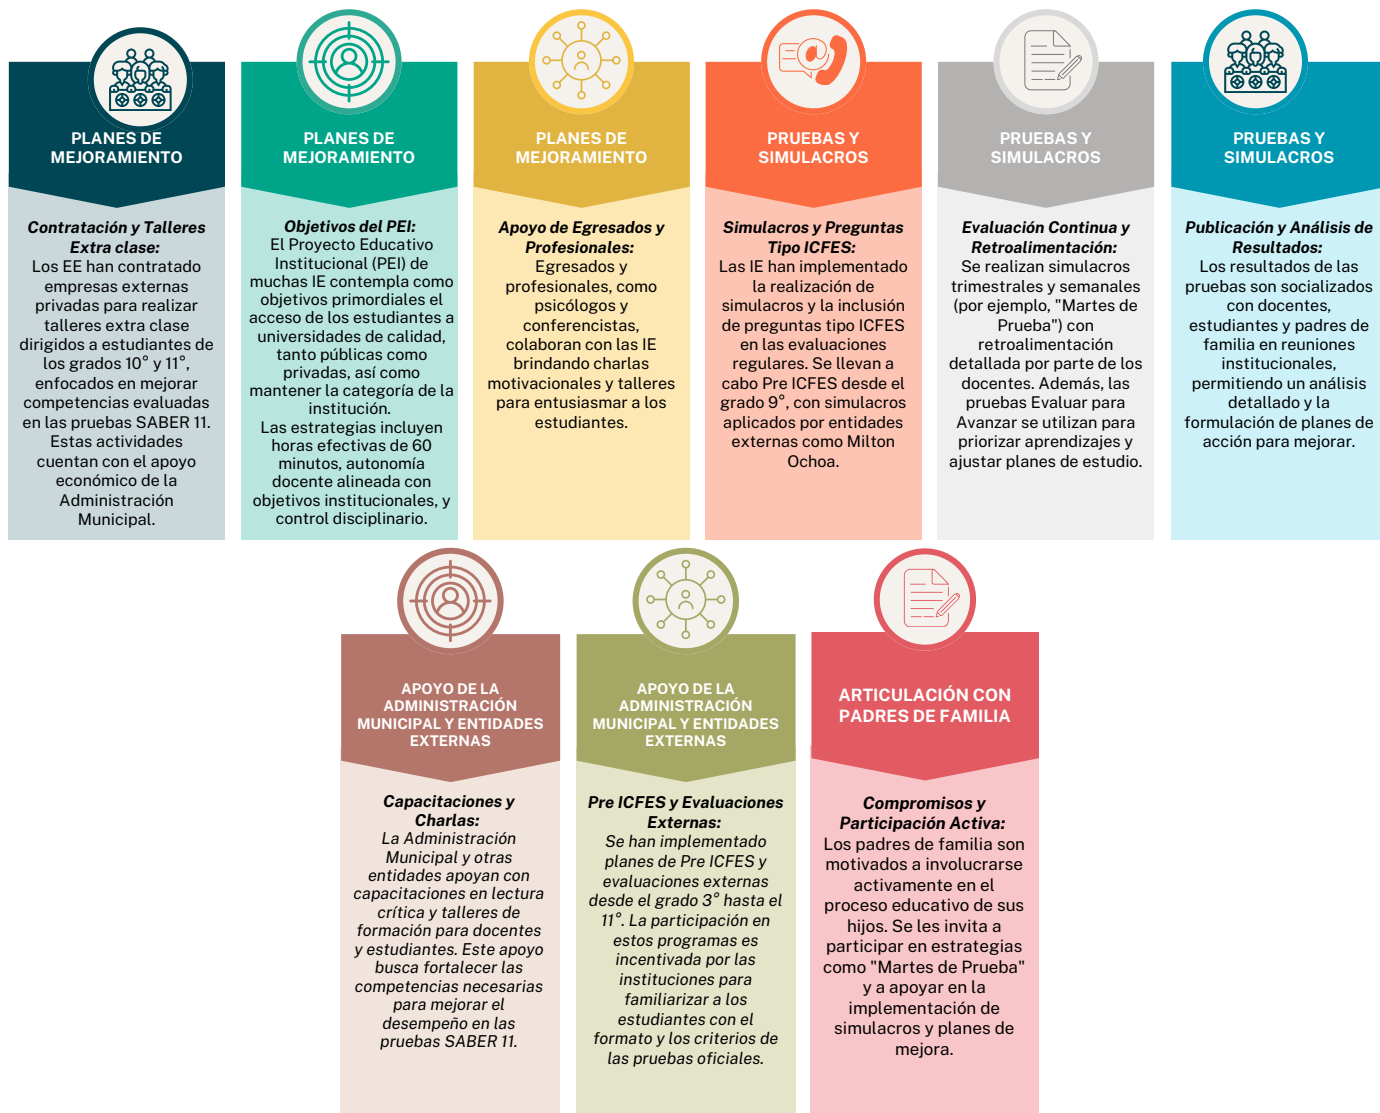 PLANES DE
MEJORAMIENTO
Contratación y Talleres
Extra clase:
Los EE han contratado
empresas externas
privadas para realizar
talleres extra clase
dirigidos a estudiantes de
los grados 10° y 11°,
enfocados en mejorar
competencias evaluadas
en las pruebas SABER 11.
Estas actividades
cuentan con el apoyo
económico de la
Administración
Municipal.
PLANES DE
MEJORAMIENTO
Objetivos del PEI:
El Proyecto Educativo
Institucional (PEI) de
muchas IE contempla como
objetivos primordiales el
acceso de los estudiantes a
universidades de calidad,
tanto públicas como
privadas, así como
mantener la categoría de la
institución.
Las estrategias incluyen
horas efectivas de 60
minutos, autonomía
docente alineada con
objetivos institucionales, y
control disciplinario.
PLANES DE
MEJORAMIENTO
Apoyo de Egresados y
Profesionales:
Egresados y
profesionales, como
psicólogos y
conferencistas,
colaboran con las IE
brindando charlas
motivacionales y talleres
para entusiasmar a los
estudiantes.
PRUEBAS Y
SIMULACROS
Simulacros y Preguntas
Tipo ICFES:
Las IE han implementado
la realización de
simulacros y la inclusión
de preguntas tipo ICFES
en las evaluaciones
regulares. Se llevan a
cabo Pre ICFES desde el
grado 9°, con simulacros
aplicados por entidades
externas como Milton
Ochoa.
PRUEBAS Y
SIMULACROS
Evaluación Continua y
Retroalimentación:
Se realizan simulacros
trimestrales y semanales
(por ejemplo, "Martes de
Prueba") con
retroalimentación
detallada por parte de los
docentes. Además, las
pruebas Evaluar para
Avanzar se utilizan para
priorizar aprendizajes y
ajustar planes de estudio.
PRUEBAS Y
SIMULACROS
Publicación y Análisis de
Resultados:
Los resultados de las
pruebas son socializados
con docentes,
estudiantes y padres de
familia en reuniones
institucionales,
permitiendo un análisis
detallado y la
formulación de planes de
acción para mejorar.
APOYO DE LA
ADMINISTRACIÓN
MUNICIPAL Y ENTIDADES
EXTERNAS
Capacitaciones y
Charlas:
La Administración
Municipal y otras
entidades apoyan con
capacitaciones en lectura
crítica y talleres de
formación para docentes
y estudiantes. Este apoyo
busca fortalecer las
competencias necesarias
para mejorar el
desempeño en las
pruebas SABER 11.
APOYO DE LA
ADMINISTRACIÓN
MUNICIPAL Y ENTIDADES
EXTERNAS
Pre ICFES y Evaluaciones
Externas:
Se han implementado
planes de Pre ICFES y
evaluaciones externas
desde el grado 3° hasta el
11°. La participación en
estos programas es
incentivada por las
instituciones para
familiarizar a los
estudiantes con el
formato y los criterios de
las pruebas oficiales.
ARTICULACIÓN CON
PADRES DE FAMILIA
Compromisos y
Participación Activa:
Los padres de familia son
motivados a involucrarse
activamente en el
proceso educativo de sus
hijos. Se les invita a
participar en estrategias
como "Martes de Prueba"
y a apoyar en la
implementación de
simulacros y planes de
mejora.